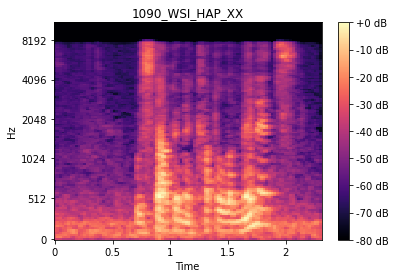 1090_WSI_HAP_XX
Hz
8192
4096
2048
1024
512
0
0
0.5
1
1.5
2
Time
+0 dB
-10 dB
-20 dB
-30 dB
-40 dB
-50 dB
-60 dB
-70 dB
-80 dB